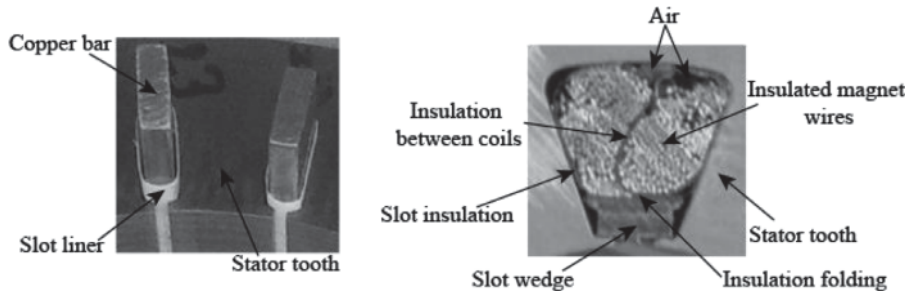 Copper bar
Slot liner
Stator tooth
Air
Insulation
between coils
Insulated magnet
wires
Slot insulation
Stator tooth
Slot wedge
Insulation folding